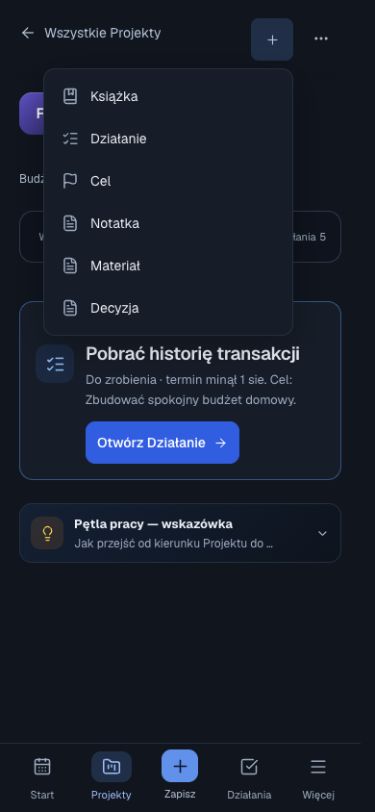 Wszystkie Projekty
Książka
Działanie
Cel
Notatka
Materiał
Decyzja
5
Pobrać historię transakcji
Do zrobienia · termin minął 1 sie. Cel:
Zbudować spokojny budżet domowy.
Otwórz Działanie
Pętla pracy — wskazówka
Jak przejść od kierunku Projektu do …
Start
Projekty
Zapisz
Działania
Więcej